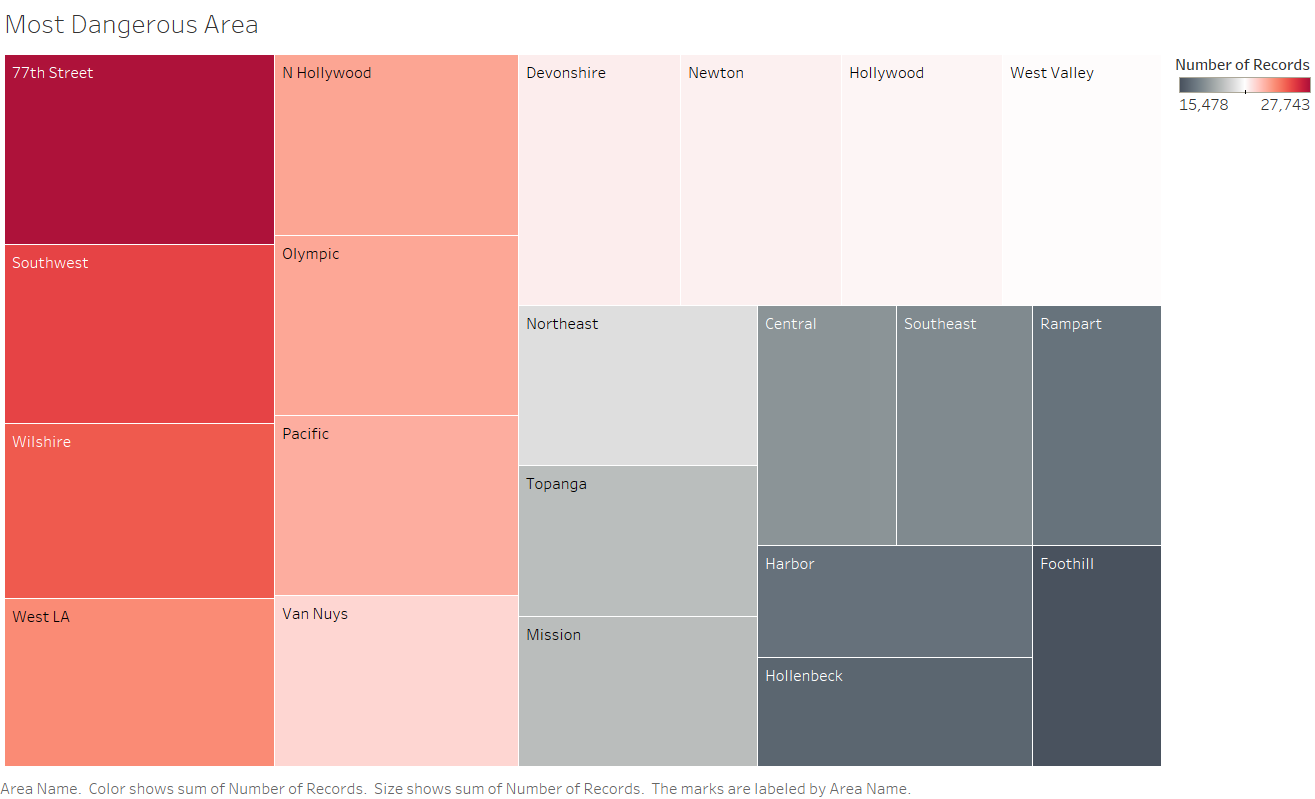 Most Dangerous Area
77th Street
N Hollywood
Devonshire
Newton
Hollywood
West Valley
Number of Records
15,478 27,743
Southwest
Olympic
Northeast
Central
Southeast
Rampart
Wilshire
Pacific
Topanga
Harbor
Foothill
West LA
Van Nuys
Mission
Hollenbeck
Area Name.  Color shows sum of Number of Records.  Size shows sum of Number of Records.  The marks are labeled by Area Name.